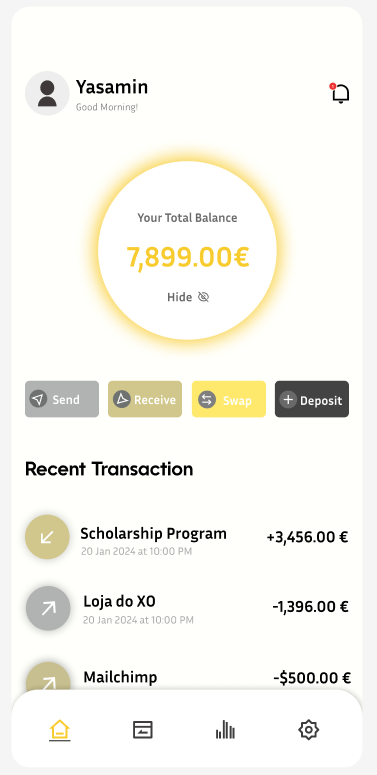 Yasamin
Good Morning!
Your Total Balance
7,899.00€
Hide
Send
Receive
Swap
Deposit
Recent Transaction
Scholarship Program
+3,456.00 €
20 Jan 2024 at 10:00 PM
Loja do XO
-1,396.00 €
20 Jan 2024 at 10:00 PM
Mailchimp
-$500.00 €